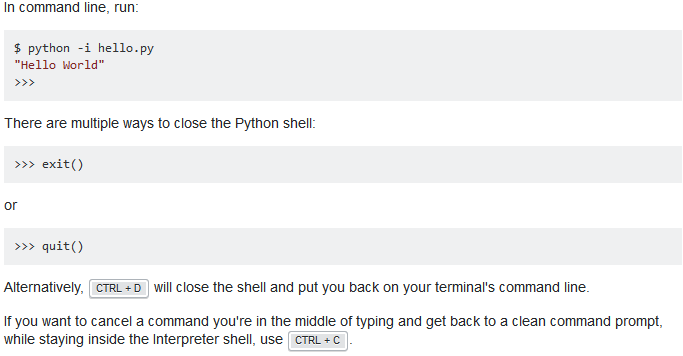 In command line, run:
$ python -i hello.py
"Hello World"
>>>
There are multiple ways to close the Python shell:
>>> exit()
or
>>> quit()
Alternatively, CTRL + D will close the shell and put you back on your terminal's command line.
If you want to cancel a command you're in the middle of typing and get back to a clean command prompt,
while staying inside the Interpreter shell, use CTRL + C .